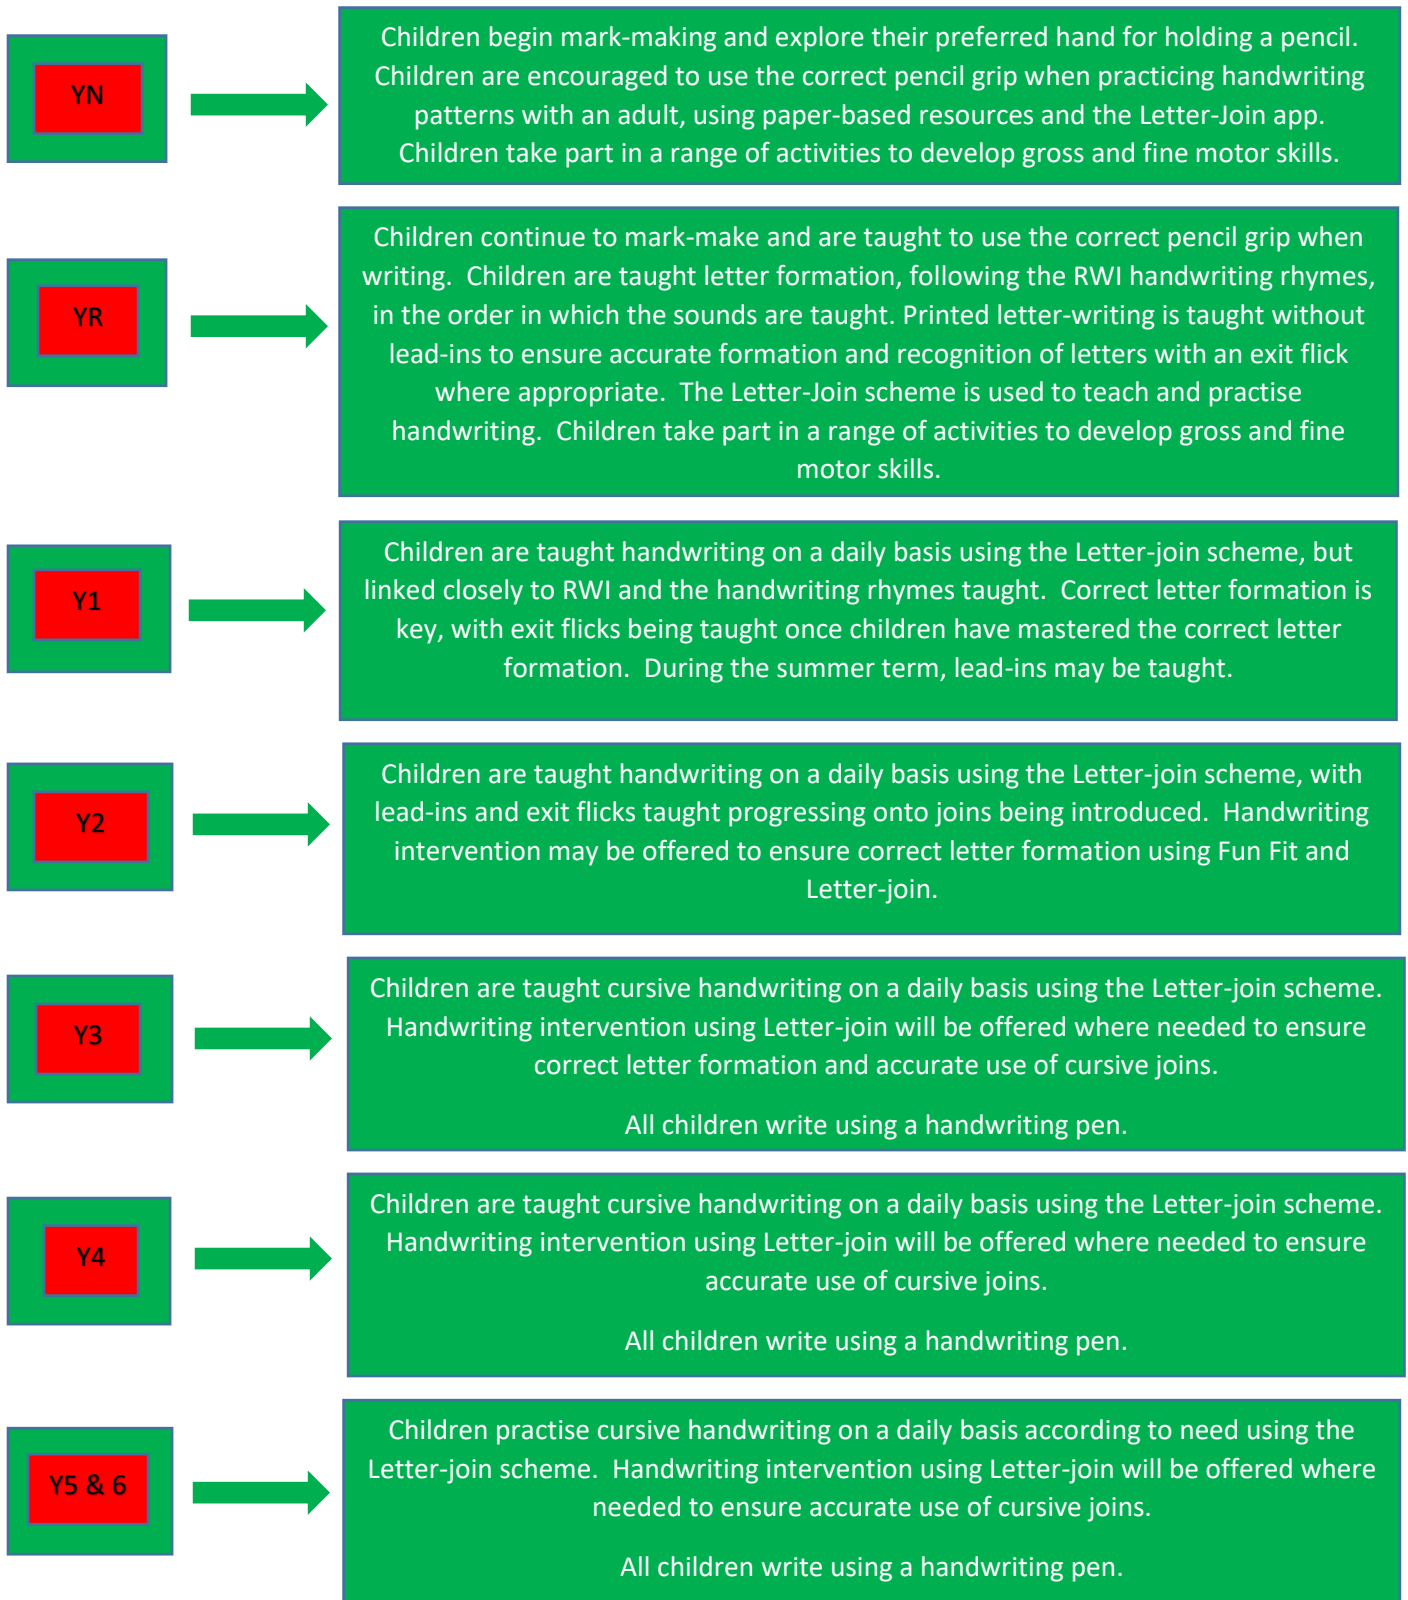 YN
Children begin mark-making and explore their preferred hand for holding a pencil.
Children are encouraged to use the correct pencil grip when practicing handwriting
patterns with an adult, using paper-based resources and the Letter-Join app.
Children take part in a range of activities to develop gross and fine motor skills.
YR
Children continue to mark-make and are taught to use the correct pencil grip when
writing.  Children are taught letter formation, following the RWI handwriting rhymes,
in the order in which the sounds are taught. Printed letter-writing is taught without
lead-ins to ensure accurate formation and recognition of letters with an exit flick
where appropriate.  The Letter-Join scheme is used to teach and practise
handwriting.  Children take part in a range of activities to develop gross and fine
motor skills.
Y1
Children are taught handwriting on a daily basis using the Letter-join scheme, but
linked closely to RWI and the handwriting rhymes taught.  Correct letter formation is
key, with exit flicks being taught once children have mastered the correct letter
formation.  During the summer term, lead-ins may be taught.
Y2
Children are taught handwriting on a daily basis using the Letter-join scheme, with
lead-ins and exit flicks taught progressing onto joins being introduced.  Handwriting
intervention may be offered to ensure correct letter formation using Fun Fit and
Letter-join.
Y3
Children are taught cursive handwriting on a daily basis using the Letter-join scheme.
Handwriting intervention using Letter-join will be offered where needed to ensure
correct letter formation and accurate use of cursive joins.
All children write using a handwriting pen.
Y4
Children are taught cursive handwriting on a daily basis using the Letter-join scheme.
Handwriting intervention using Letter-join will be offered where needed to ensure
accurate use of cursive joins.
All children write using a handwriting pen.
Y5 & 6
Children practise cursive handwriting on a daily basis according to need using the
Letter-join scheme.  Handwriting intervention using Letter-join will be offered where
needed to ensure accurate use of cursive joins.
All children write using a handwriting pen.